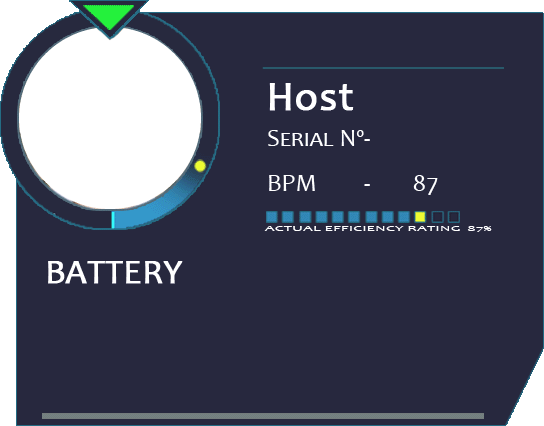 Host
Serial Nº-
BPM - 87
ACTUAL EFFICIENCY RATING 87%
BATTERY